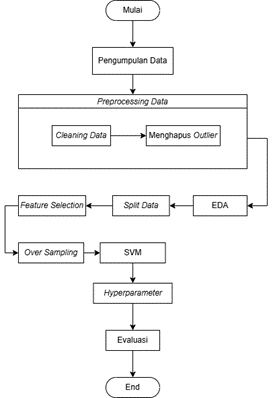 Mulai
Pengumpulan Data
Preprocessing Data
Cleaning Data
Menghapus Outlier
Feature Selection
Split Data
EDA
Over Sampling
SVM
Hyperparameter
Evaluasi
End